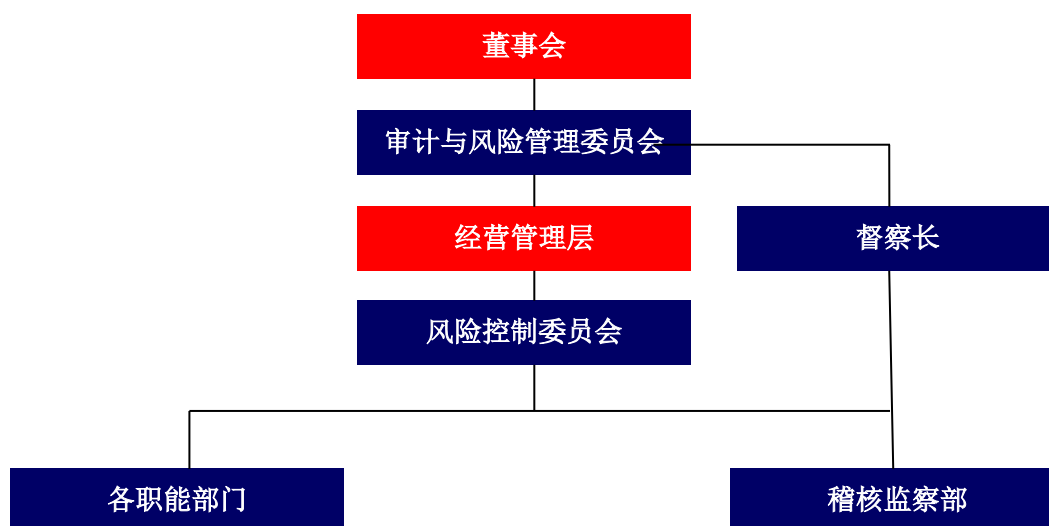 董事会
审计与风险管理委员会
经营管理层
督察长
风险控制委员会
各职能部门
稽核监察部